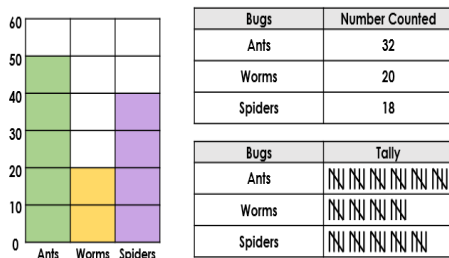 60
50
40
30
20
10
0
Ants Worms Spiders
Bugs Number Counted
Ants 32
Worms 20
Spiders 18
Bugs Tally
Ants
Worms
Spiders